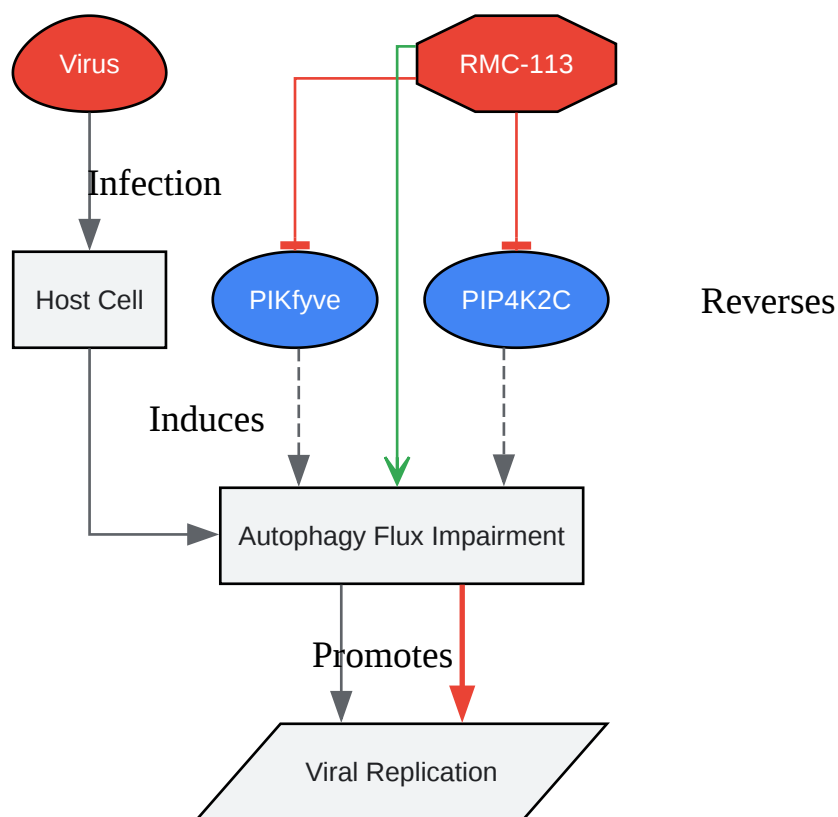 Virus
RMC-113
Infection
Host Cell
PIKfyve
PIP4K2C
Reverses
Induces
Autophagy Flux Impairment
Promotes
Viral Replication